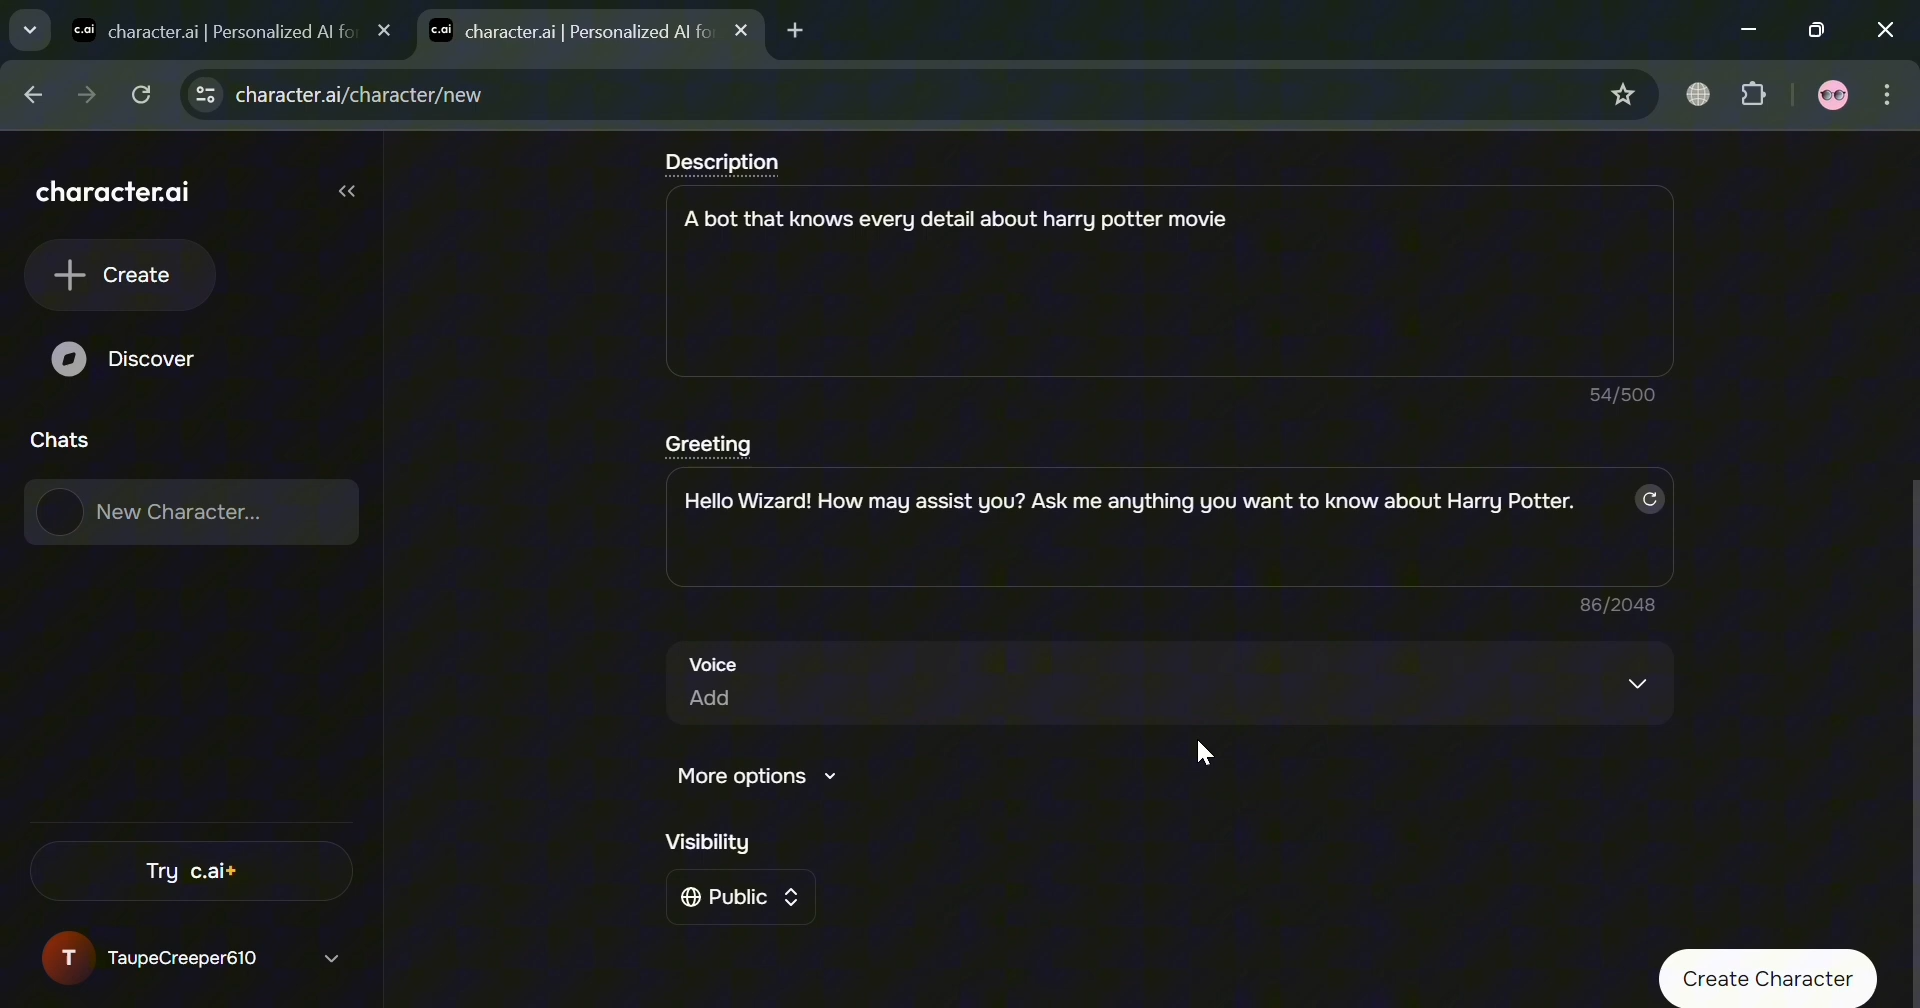 c.ai character.ai | Personalized AI for
c.ai character.ai | Personalized AI for
character.ai/character/new
character.ai
Create
Discover
Chats
New Character...
Try c.ai+
T TaupeCreeper610
Description
A bot that knows every detail about harry potter movie
54/500
Greeting
Hello Wizard! How may assist you? Ask me anything you want to know about Harry Potter.
86/2048
Voice
Add
More options
Visibility
Public
Create Character